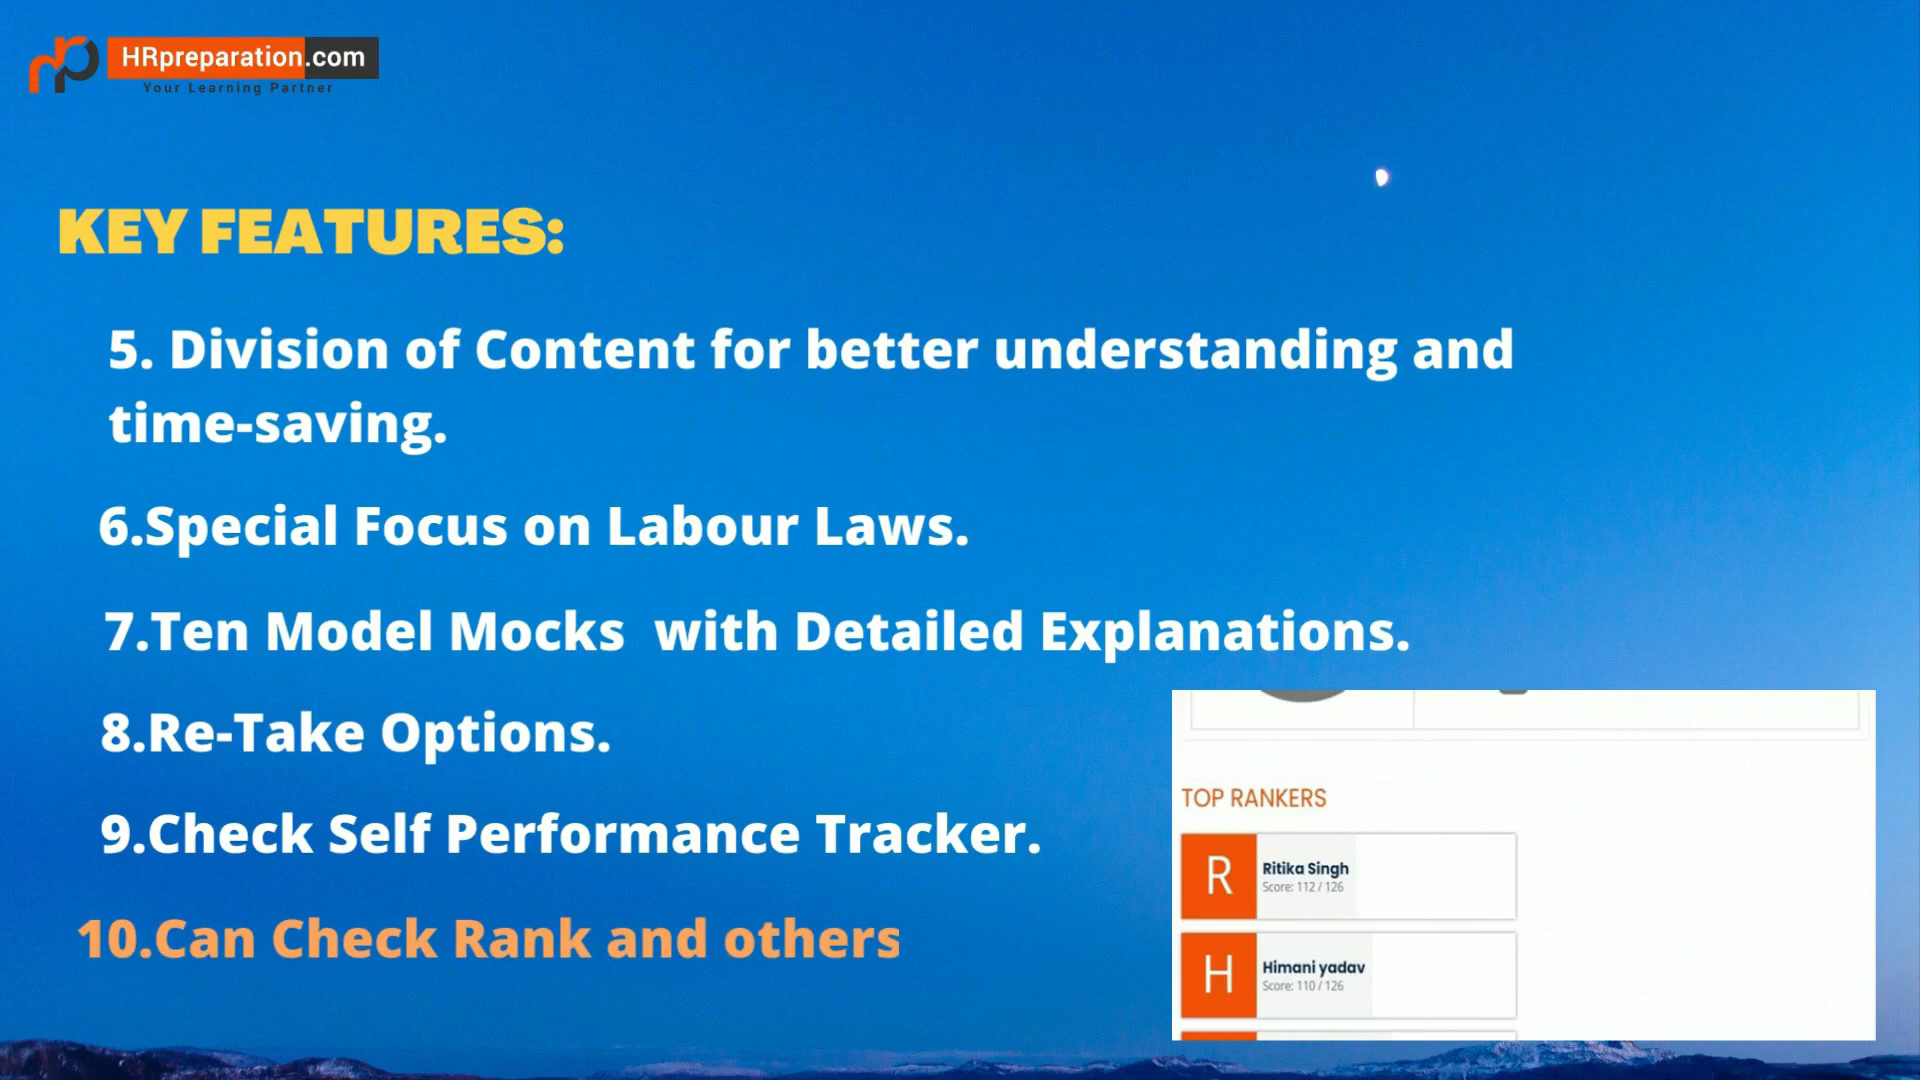 HRpreparation.com
Your Learning Partner
KEY FEATURES:
5. Division of Content for better understanding and
time-saving.
6.Special Focus on Labour Laws.
7.Ten Model Mocks with Detailed Explanations.
8.Re-Take Options.
9.Check Self Performance Tracker.
10.Can Check Rank and others
TOP RANKERS
R
Ritika Singh
Score: 112 / 126
H
Himani yadav
Score: 110 / 126